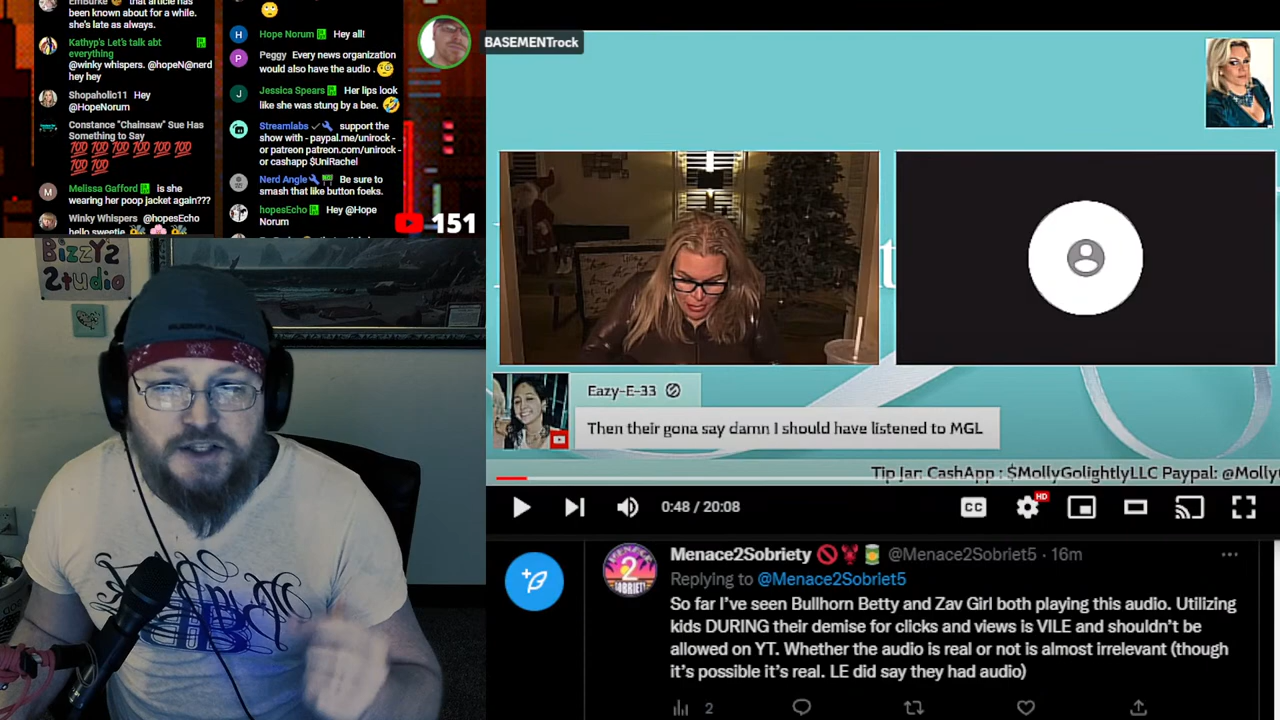 EmBurke that article has
been known about for a while.
she's late as always.
Kathyp's Let's talk abt
everything
@winky whispers. @hopeN@nerd
hey hey
Shopaholic11 Hey
@HopeNorum
Constance "Chainsaw" Sue Has
Something to Say
💯💯💯💯💯💯
💯💯
Melissa Gafford is she
wearing her poop jacket again???
Winky Whispers @hopesEcho
hello sweetie
Hope Norum Hey all!
Peggy Every news organization
would also have the audio .
Jessica Spears Her lips look
like she was stung by a bee.
Streamlabs support the
show with - paypal.me/unirock -
or patreon patreon.com/unirock -
or cashapp $UniRachel
Nerd Angle Be sure to
smash that like button foeks.
hopesEcho Hey @Hope
Norum
151
BASEMENTrock
BizzYz
Ztudio
Eazy-E-33
Then their gona say damn I should have listened to MGL
Tip Jar: CashApp : $MollyGolightlyLLC Paypal: @Molly
0:48 / 20:08
CC
HD
Menace2Sobriety @Menace2Sobriet5 · 16m
Replying to @Menace2Sobriet5
So far I've seen Bullhorn Betty and Zav Girl both playing this audio. Utilizing
kids DURING their demise for clicks and views is VILE and shouldn't be
allowed on YT. Whether the audio is real or not is almost irrelevant (though
it's possible it's real. LE did say they had audio)
2